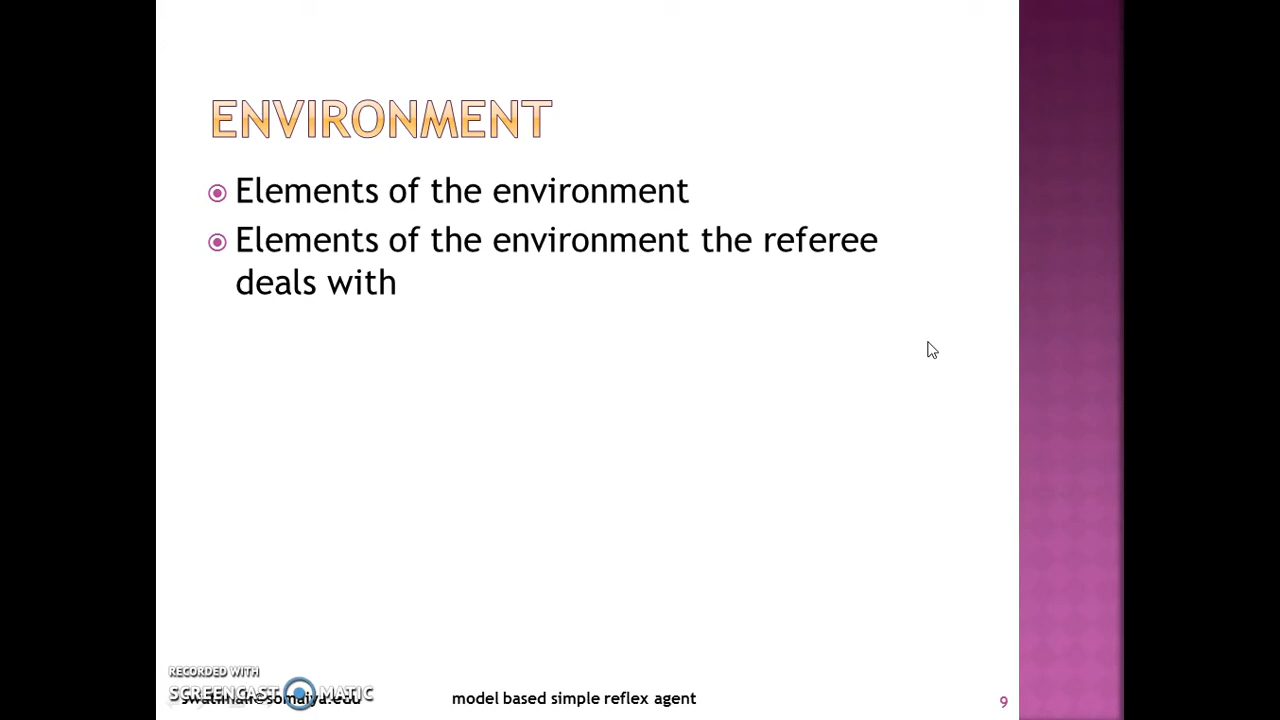 ENVIRONMENT
Elements of the environment
Elements of the environment the referee
deals with
RECORDED WITH
SCREENCAST MATIC
model based simple reflex agent
9